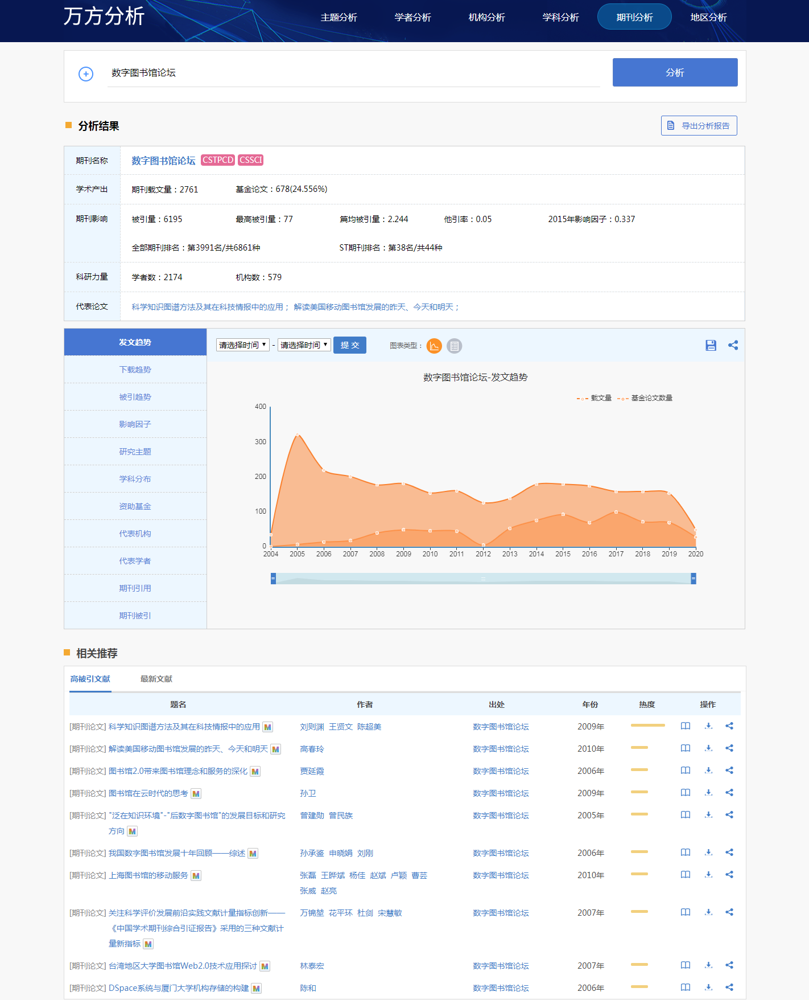 万方分析
主题分析 学者分析 机构分析 学科分析 期刊分析 地区分析
数字图书馆论坛 分析
分析结果 导出分析报告
期刊名称 数字图书馆论坛 CSTPCD CSSCI
学术产出 期刊载文量：2761 基金论文：678(24.556%)
期刊影响 被引量：6195 最高被引量：77 篇均被引量：2.244 他引率：0.05 2015年影响因子：0.337
全部期刊排名：第3991名/共6861种 ST期刊排名：第38名/共44种
科研力量 学者数：2174 机构数：579
代表论文 科学知识图谱方法及其在科技情报中的应用； 解读美国移动图书馆发展的昨天、今天和明天；
发文趋势 请选择时间 - 请选择时间 提 交 图表类型：
下载趋势
被引趋势
影响因子
研究主题
学科分布
资助基金
代表机构
代表学者
期刊引用
期刊被引
数字图书馆论坛-发文趋势
载文量 基金论文数量
400
300
200
100
0
2004 2005 2006 2007 2008 2009 2010 2011 2012 2013 2014 2015 2016 2017 2018 2019 2020
相关推荐
高被引文献 最新文献
题名 作者 出处 年份 热度 操作
[期刊论文] 科学知识图谱方法及其在科技情报中的应用 M 刘则渊 王贤文 陈超美 数字图书馆论坛 2009年
[期刊论文] 解读美国移动图书馆发展的昨天、今天和明天 M 高春玲 数字图书馆论坛 2010年
[期刊论文] 图书馆2.0带来图书馆理念和服务的深化 M 贾延霞 数字图书馆论坛 2006年
[期刊论文] 图书馆在云时代的思考 M 孙卫 数字图书馆论坛 2009年
[期刊论文] "泛在知识环境"-"后数字图书馆"的发展目标和研究 曾建勋 曾民族 数字图书馆论坛 2005年
方向 M
[期刊论文] 我国数字图书馆发展十年回顾——综述 M 孙承鉴 申晓娟 刘刚 数字图书馆论坛 2006年
[期刊论文] 上海图书馆的移动服务 M 张磊 王晔斌 杨佳 赵斌 卢颖 曹芸 数字图书馆论坛 2010年
张威 赵亮
[期刊论文] 关注科学评价发展前沿实践文献计量指标创新—— 万锦堃 花平环 杜剑 宋慧敏 数字图书馆论坛 2007年
《中国学术期刊综合引证报告》采用的三种文献计
量新指标 M
[期刊论文] 台湾地区大学图书馆Web2.0技术应用探讨 M 林泰宏 数字图书馆论坛 2007年
[期刊论文] DSpace系统与厦门大学机构存储的构建 M 陈和 数字图书馆论坛 2006年